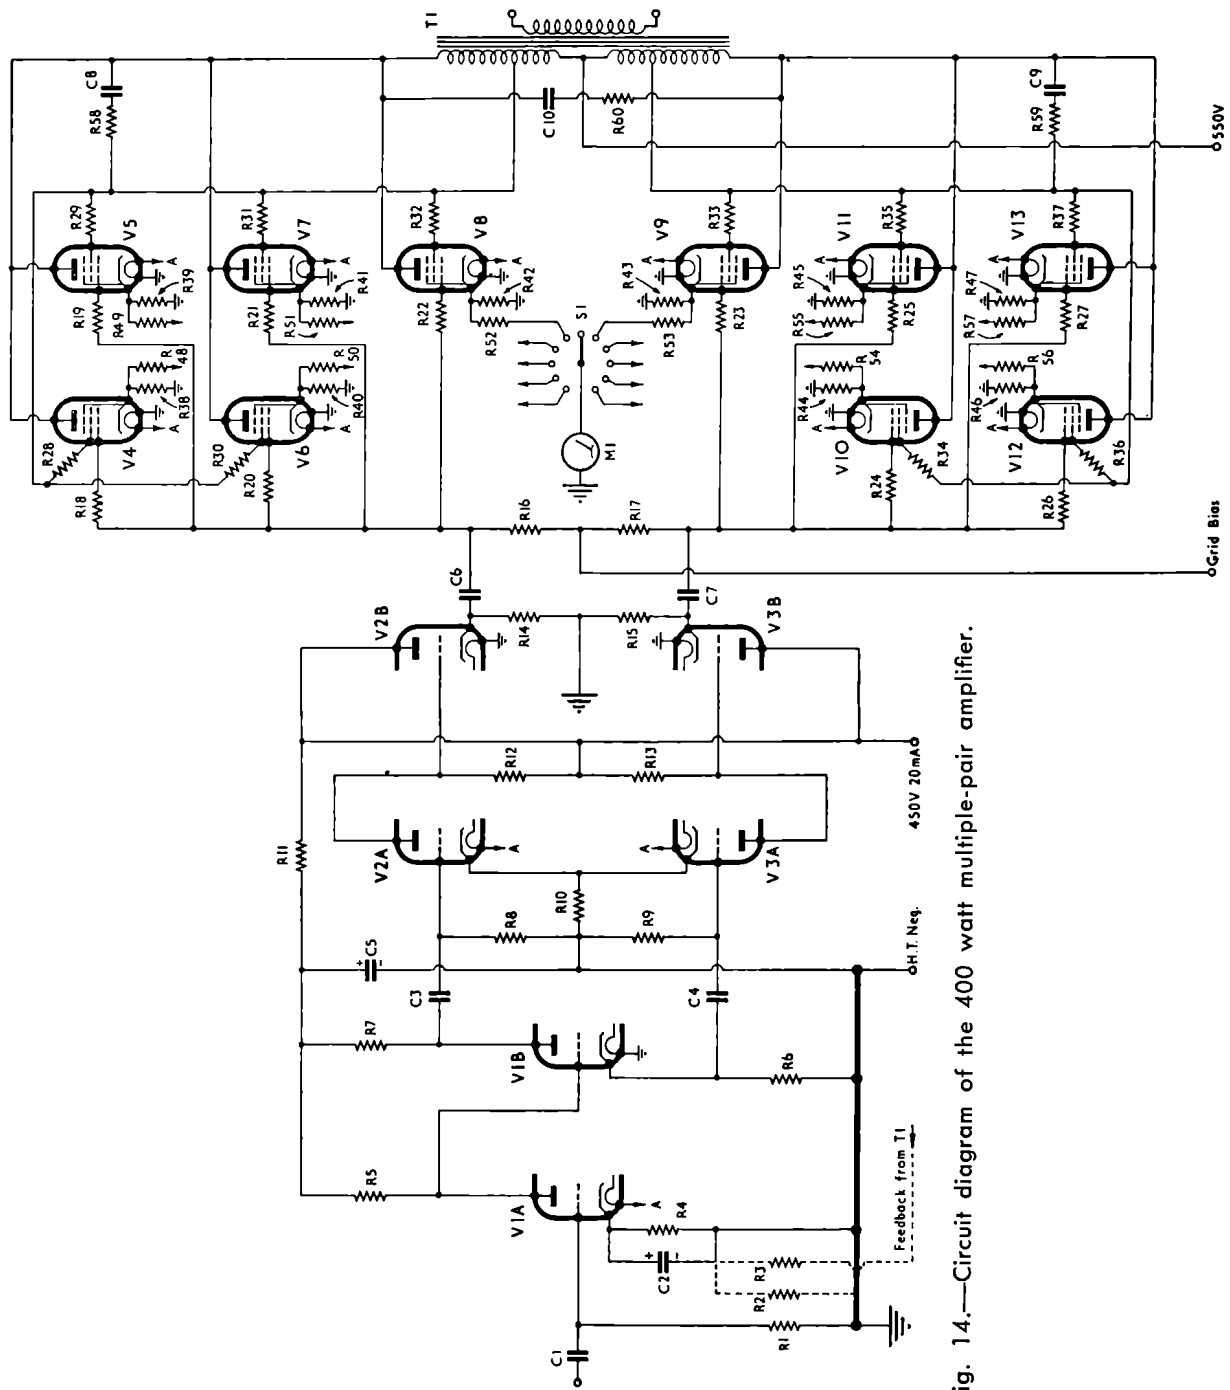 T1
C8
R58
C10
R60
C9
R59
550V
R29
V5
R39
R19
R49
R31
V7
R41
R21
R51
R32
V8
R42
R22
R52
S1
R33
V9
R43
R53
R23
R35
V11
R45
R55
R25
R37
V13
R47
R57
R27
R28
V4
R18
R38
R
48
R30
V6
R20
R40
R
50
M1
V10
R44
R
54
R34
R24
V12
R46
R
56
R36
R26
R16
R17
Grid Bias
C6
C7
V2B
R14
R15
V3B
R12
R13
450V 20mA
R11
V2A
V3A
R10
R8
R9
C5
+
-
H.T. Neg.
C3
C4
R7
V1B
R6
R5
V1A
R4
C2
+
-
R3
R2
R1
C1
Feedback from T1
A
A
A
A
A
A
A
A
A
A
A
A
A
ig. 14.—Circuit diagram of the 400 watt multiple-pair amplifier.